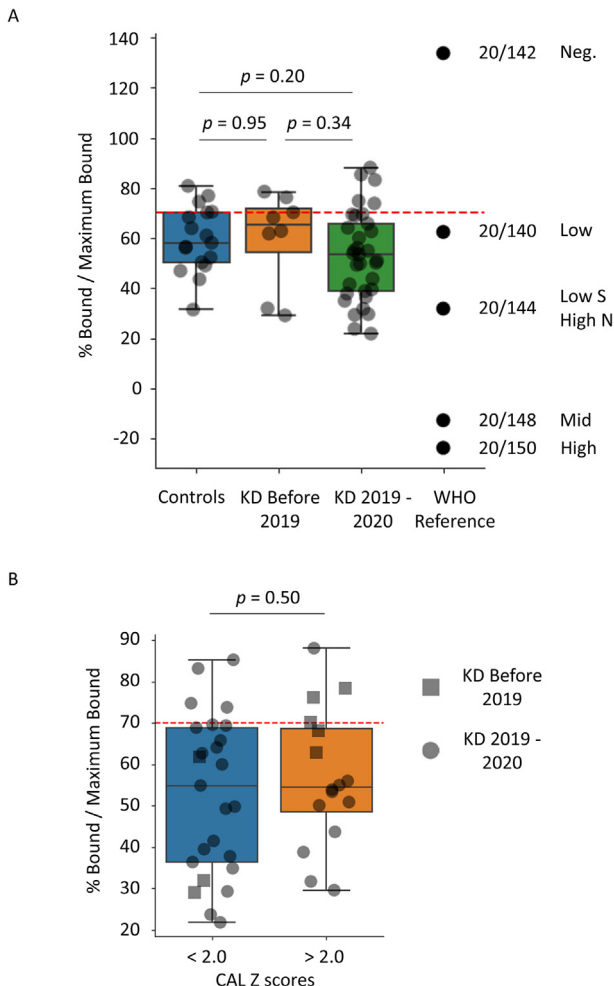 A
140
120
100
80
60
40
20
0
-20
% Bound / Maximum Bound
p = 0.20
p = 0.95
p = 0.34
20/142 Neg.
20/140 Low
20/144 Low S
High N
20/148 Mid
20/150 High
Controls KD Before KD 2019 - WHO
2019 2020 Reference
B
p = 0.50
90
80
70
60
50
40
30
20
% Bound / Maximum Bound
KD Before
2019
KD 2019 -
2020
< 2.0 > 2.0
CAL Z scores